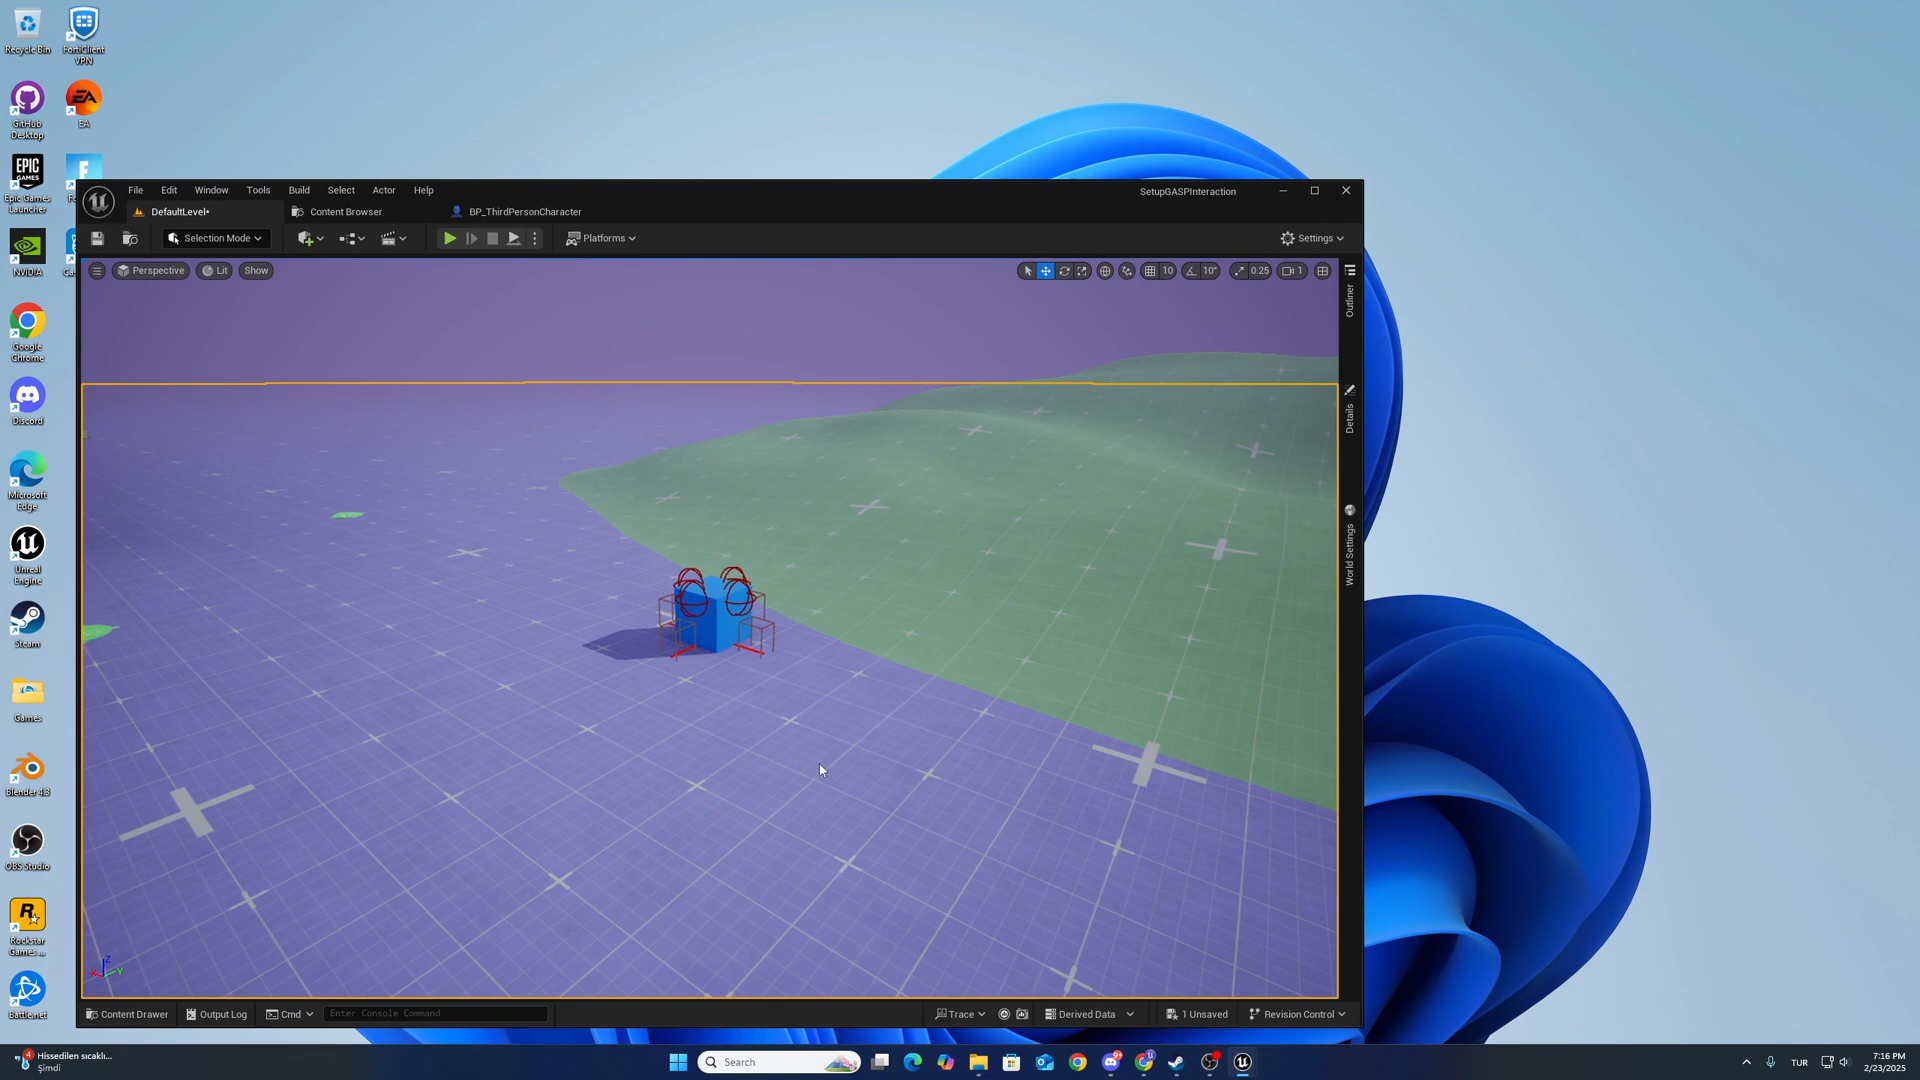 Recycle Bin
FortiClient
VPN
GitHub
Desktop
EA
EPIC
GAMES
Epic Games
Launcher
NVIDIA
Google
Chrome
Discord
Microsoft
Edge
Unreal
Engine
Steam
Games
Blender 4.3
OBS Studio
Rockstar
Games ...
Battle.net
File Edit Window Tools Build Select Actor Help
SetupGASPInteraction
DefaultLevel•
Content Browser
BP_ThirdPersonCharacter
Selection Mode
Platforms
Settings
Perspective
Lit
Show
10
10°
0.25
1
Outliner
Details
World Settings
Z
X
Y
Content Drawer
Output Log
Cmd
Enter Console Command
Trace
Derived Data
1 Unsaved
Revision Control
4
Hissedilen sıcaklı...
Şimdi
Search
TUR
7:16 PM
2/23/2025